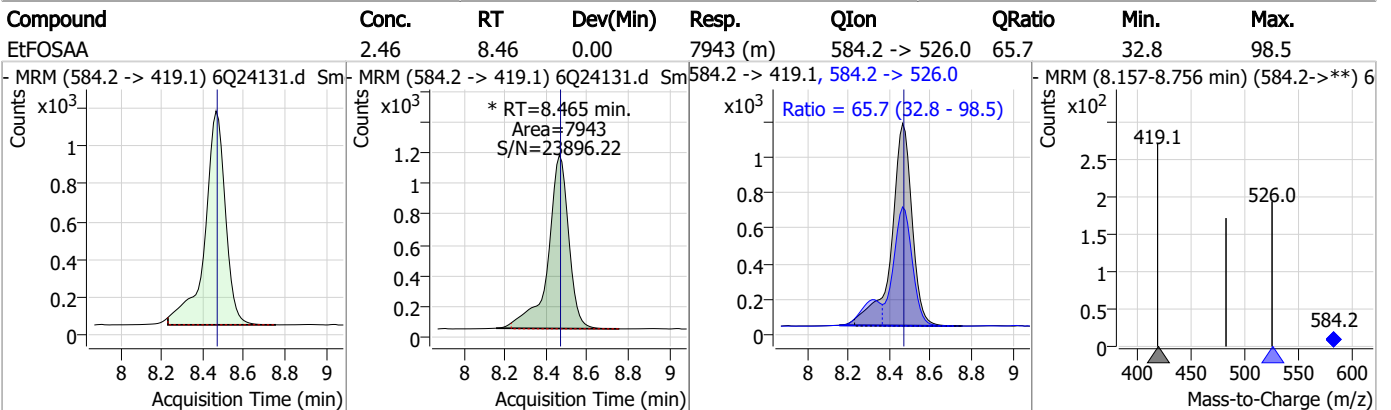 Compound Conc. RT Dev(Min) Resp. QIon QRatio Min. Max.
EtFOSAA 2.46 8.46 0.00 7943 (m) 584.2 -> 526.0 65.7 32.8 98.5
- MRM (584.2 -> 419.1) 6Q24131.d Sm
Counts
x10³
1
0.8
0.6
0.4
0.2
0
8 8.2 8.4 8.6 8.8 9
Acquisition Time (min)
- MRM (584.2 -> 419.1) 6Q24131.d Sm
Counts
x10³
* RT=8.465 min.
Area=7943
S/N=23896.22
1.2
1
0.8
0.6
0.4
0.2
0
8 8.2 8.4 8.6 8.8 9
Acquisition Time (min)
584.2 -> 419.1, 584.2 -> 526.0
Counts
x10³
Ratio = 65.7 (32.8 - 98.5)
1
0.8
0.6
0.4
0.2
0
8 8.2 8.4 8.6 8.8 9
Acquisition Time (min)
- MRM (8.157-8.756 min) (584.2->**) 6
Counts
x10²
419.1
526.0
584.2
2.5
2
1.5
1
0.5
0
400 450 500 550 600
Mass-to-Charge (m/z)